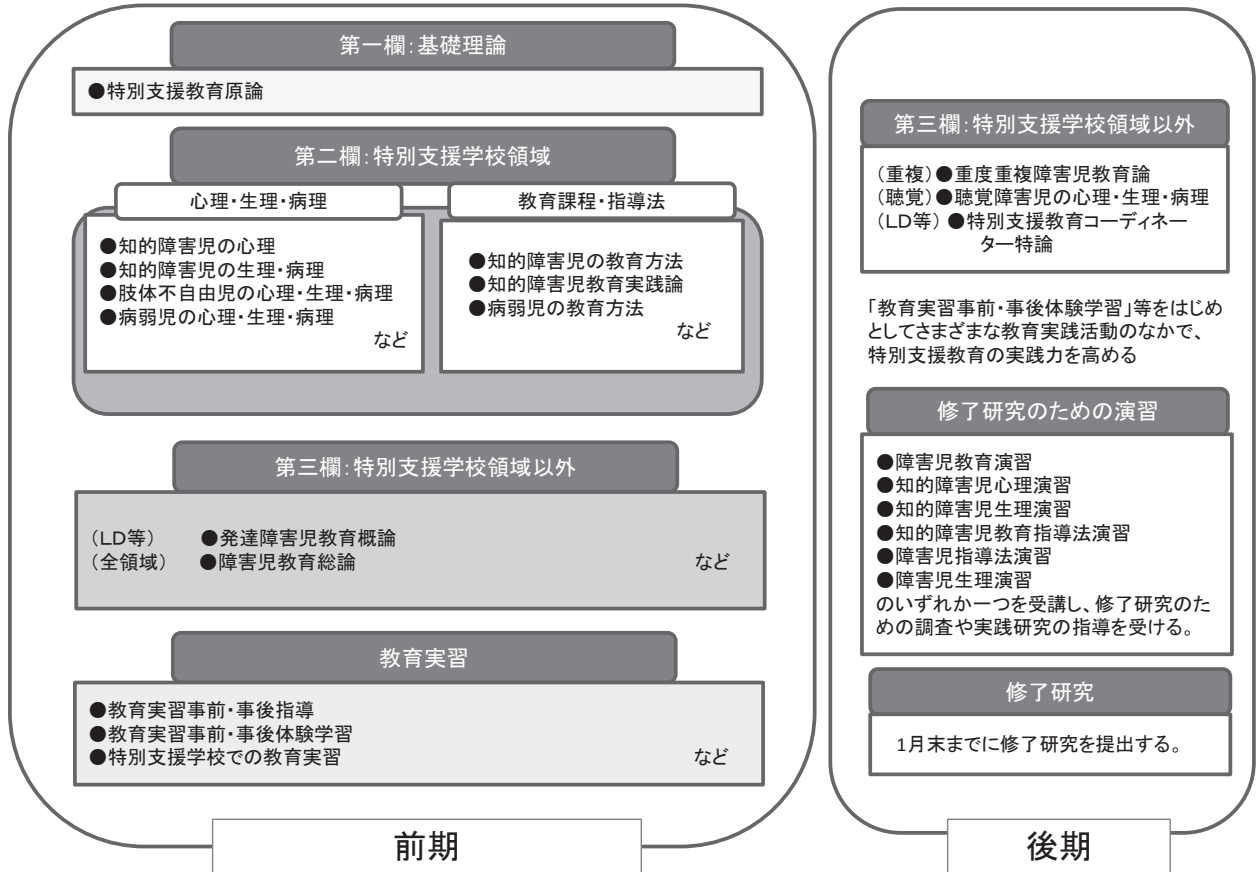 第一欄：基礎理論
●特別支援教育原論
第二欄：特別支援学校領域
心理・生理・病理
●知的障害児の心理
●知的障害児の生理・病理
●肢体不自由児の心理・生理・病理
●病弱児の心理・生理・病理
など
教育課程・指導法
●知的障害児の教育方法
●知的障害児教育実践論
●病弱児の教育方法
など
第三欄：特別支援学校領域以外
（LD等） ●発達障害児教育概論
（全領域） ●障害児教育総論 など
教育実習
●教育実習事前・事後指導
●教育実習事前・事後体験学習
●特別支援学校での教育実習 など
前期
第三欄：特別支援学校領域以外
（重複）●重度重複障害児教育論
（聴覚）●聴覚障害児の心理・生理・病理
（LD等）●特別支援教育コーディネー
ター特論
「教育実習事前・事後体験学習」等をはじめ
としてさまざまな教育実践活動のなかで、
特別支援教育の実践力を高める
修了研究のための演習
●障害児教育演習
●知的障害児心理演習
●知的障害児生理演習
●知的障害児教育指導法演習
●障害児指導法演習
●障害児生理演習
のいずれか一つを受講し、修了研究のた
めの調査や実践研究の指導を受ける。
修了研究
1月末までに修了研究を提出する。
後期